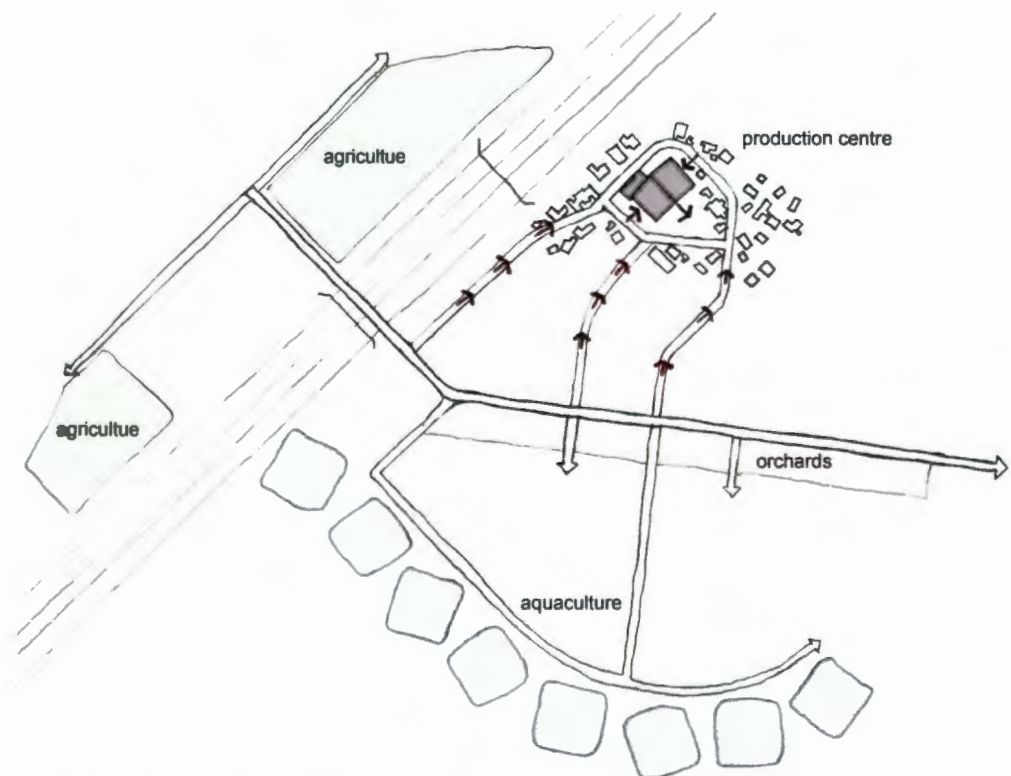 production centre
agricultue
agricultue
orchards
aquaculture